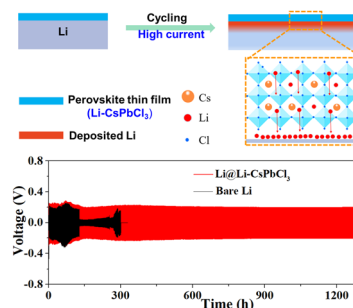 Li
Cycling
High current
Perovskite thin film
(Li-CsPbCl₃)
Deposited Li
Cs
Li
Cl
Li@Li-CsPbCl₃
Bare Li
Voltage (V)
0.8
0.4
0.0
-0.4
-0.8
0 300 600 900 1200
Time (h)